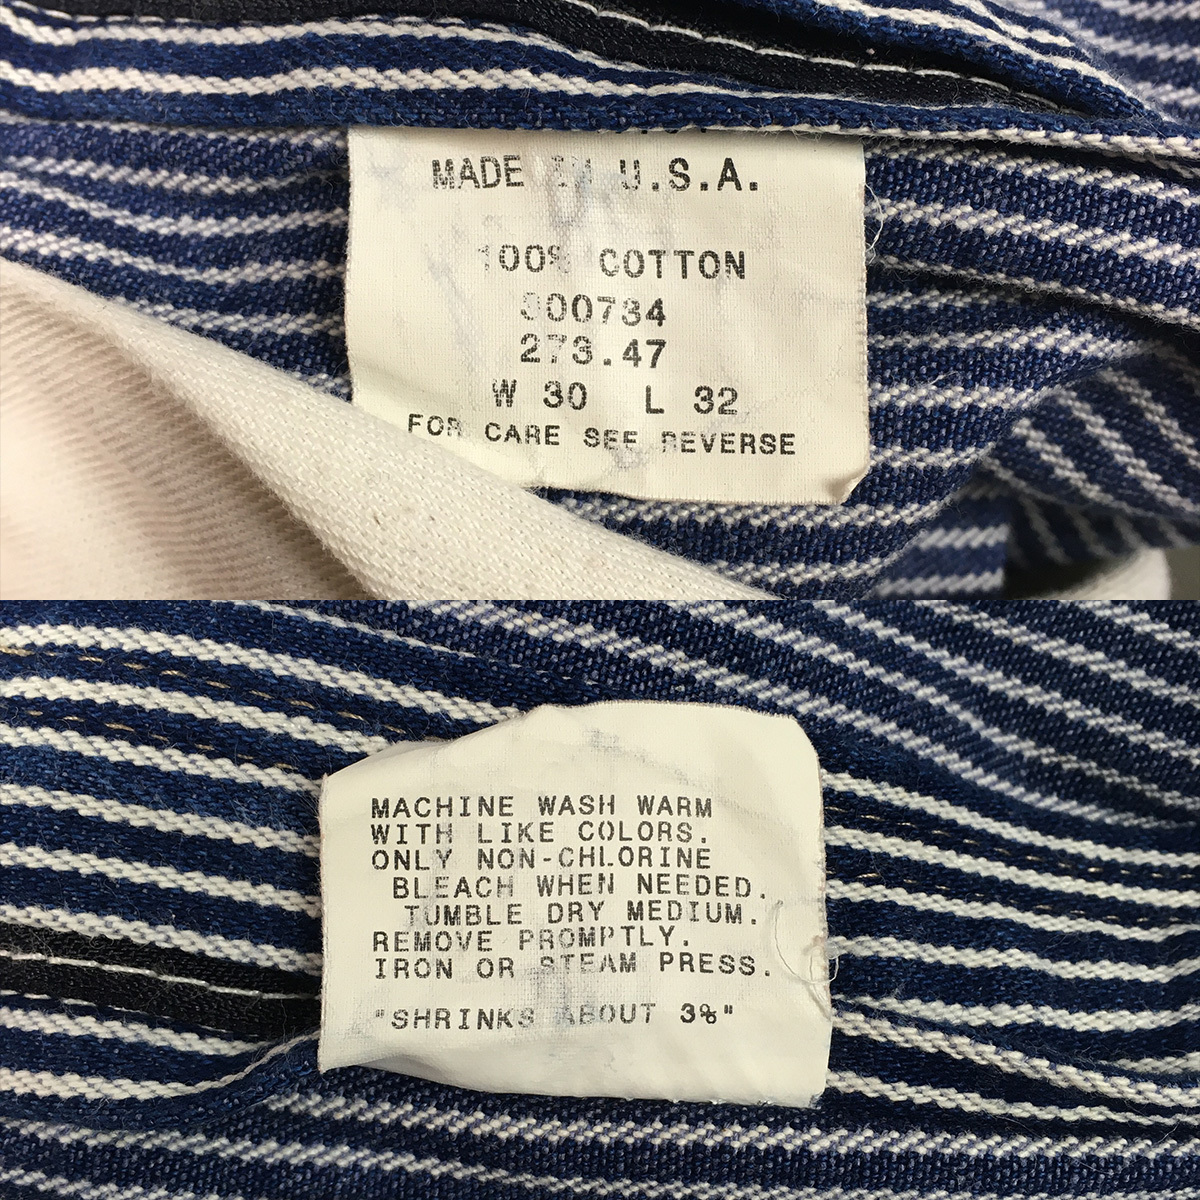 MADE IN U.S.A.
100% COTTON
300734
273.47
W 30 L 32
FOR CARE SEE REVERSE
MACHINE WASH WARM
WITH LIKE COLORS.
ONLY NON-CHLORINE
BLEACH WHEN NEEDED.
TUMBLE DRY MEDIUM.
REMOVE PROMPTLY.
IRON OR STEAM PRESS.
"SHRINKS ABOUT 3%"